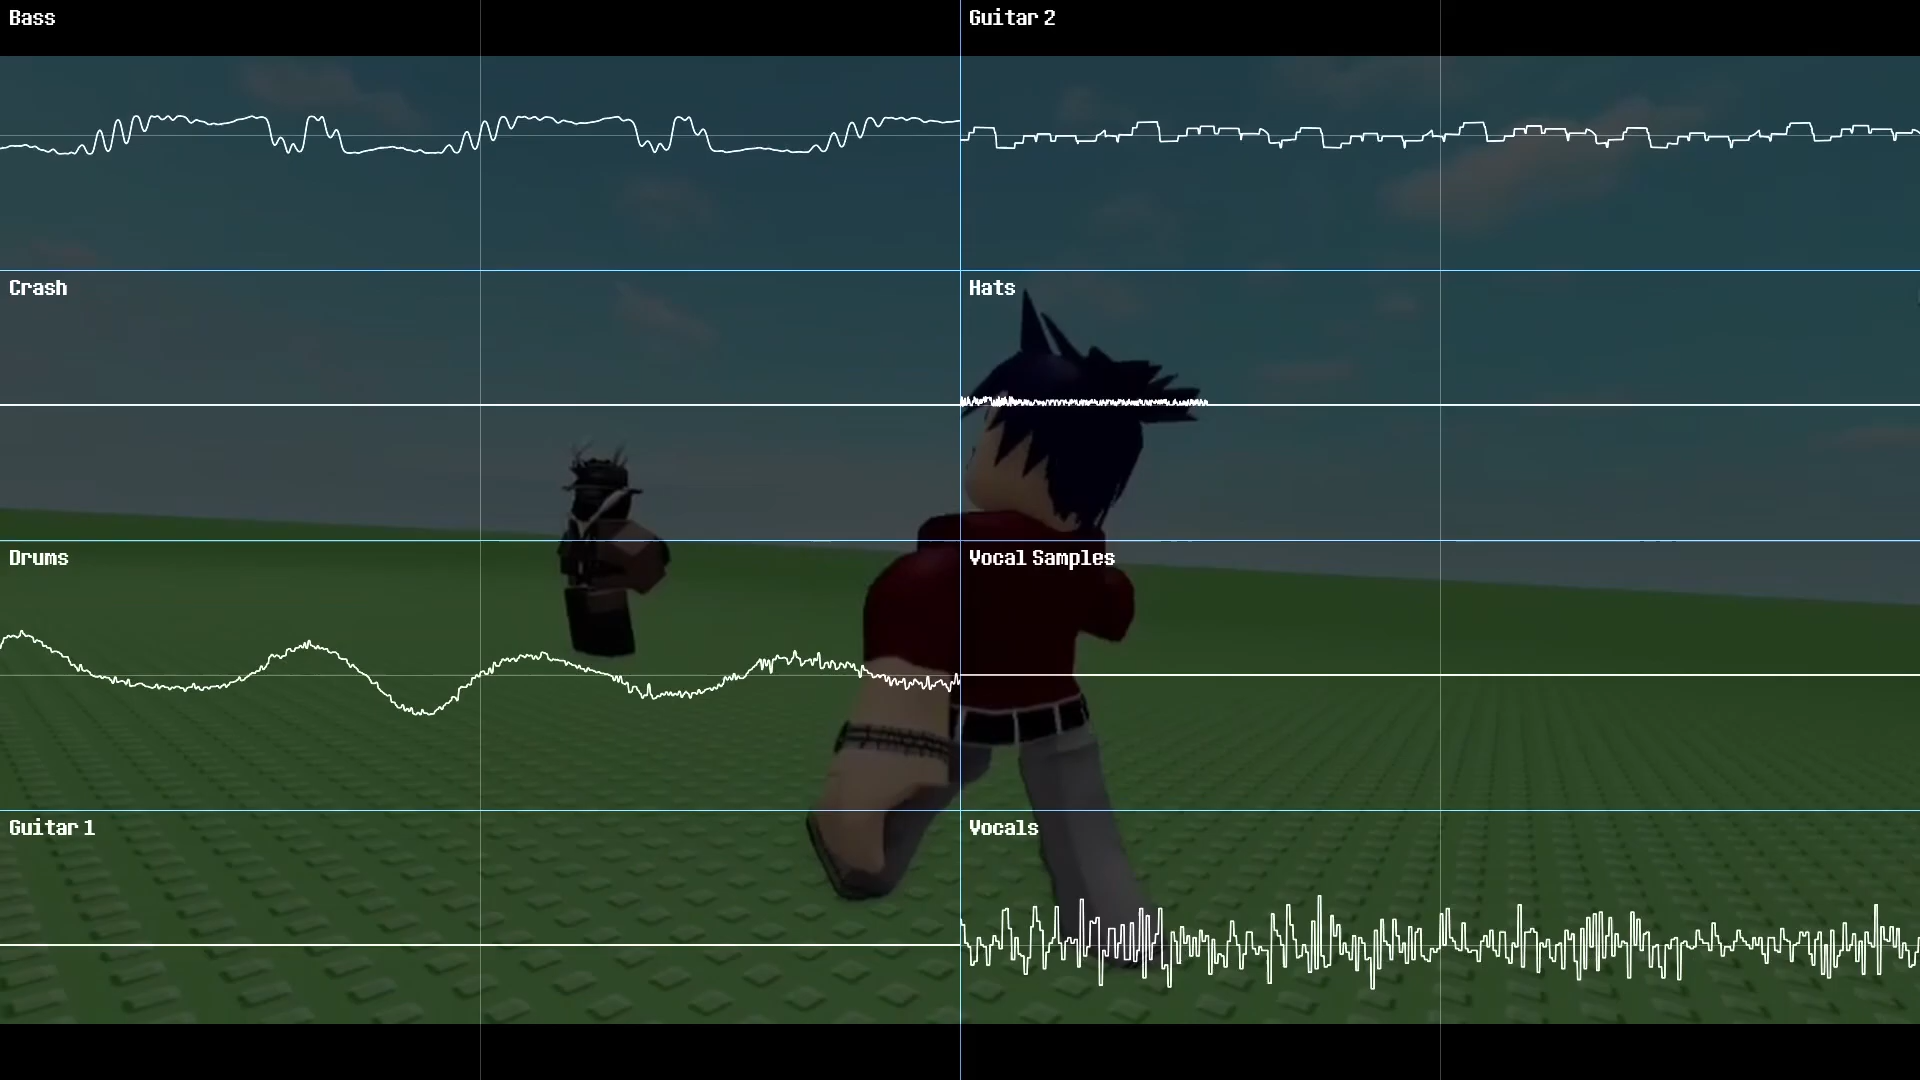 Bass
Guitar 2
Crash
Hats
Drums
Vocal Samples
Guitar 1
Vocals